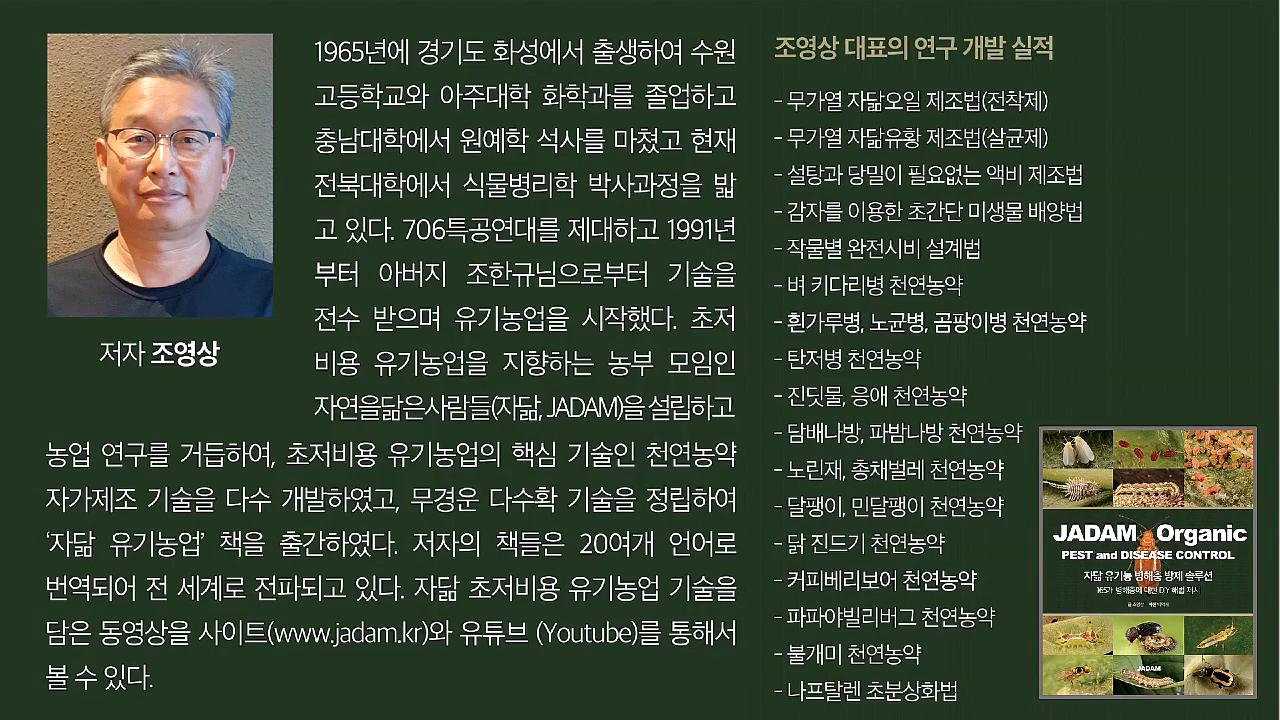 1965년에 경기도 화성에서 출생하여 수원
고등학교와 아주대학 화학과를 졸업하고
충남대학에서 원예학 석사를 마쳤고 현재
전북대학에서 식물병리학 박사과정을 밟
고 있다. 706특공연대를 제대하고 1991년
부터 아버지 조한규님으로부터 기술을
전수 받으며 유기농업을 시작했다. 초저
비용 유기농업을 지향하는 농부 모임인
자연을닮은사람들(자닮, JADAM)을 설립하고
농업 연구를 거듭하여, 초저비용 유기농업의 핵심 기술인 천연농약
자가제조 기술을 다수 개발하였고, 무경운 다수확 기술을 정립하여
‘자닮 유기농업’ 책을 출간하였다. 저자의 책들은 20여개 언어로
번역되어 전 세계로 전파되고 있다. 자닮 초저비용 유기농업 기술을
담은 동영상을 사이트(www.jadam.kr)와 유튜브 (Youtube)를 통해서
볼 수 있다.
저자 조영상
조영상 대표의 연구 개발 실적
- 무가열 자닮오일 제조법(전착제)
- 무가열 자닮유황 제조법(살균제)
- 설탕과 당밀이 필요없는 액비 제조법
- 감자를 이용한 초간단 미생물 배양법
- 작물별 완전시비 설계법
- 벼 키다리병 천연농약
- 흰가루병, 노균병, 곰팡이병 천연농약
- 탄저병 천연농약
- 진딧물, 응애 천연농약
- 담배나방, 파밤나방 천연농약
- 노린재, 총채벌레 천연농약
- 달팽이, 민달팽이 천연농약
- 닭 진드기 천연농약
- 커피베리보어 천연농약
- 파파야빌리버그 천연농약
- 불개미 천연농약
- 나프탈렌 초분상화법
JADAM Organic
PEST and DISEASE CONTROL
자닮 유기농 병해충 방제 솔루션
JADAM